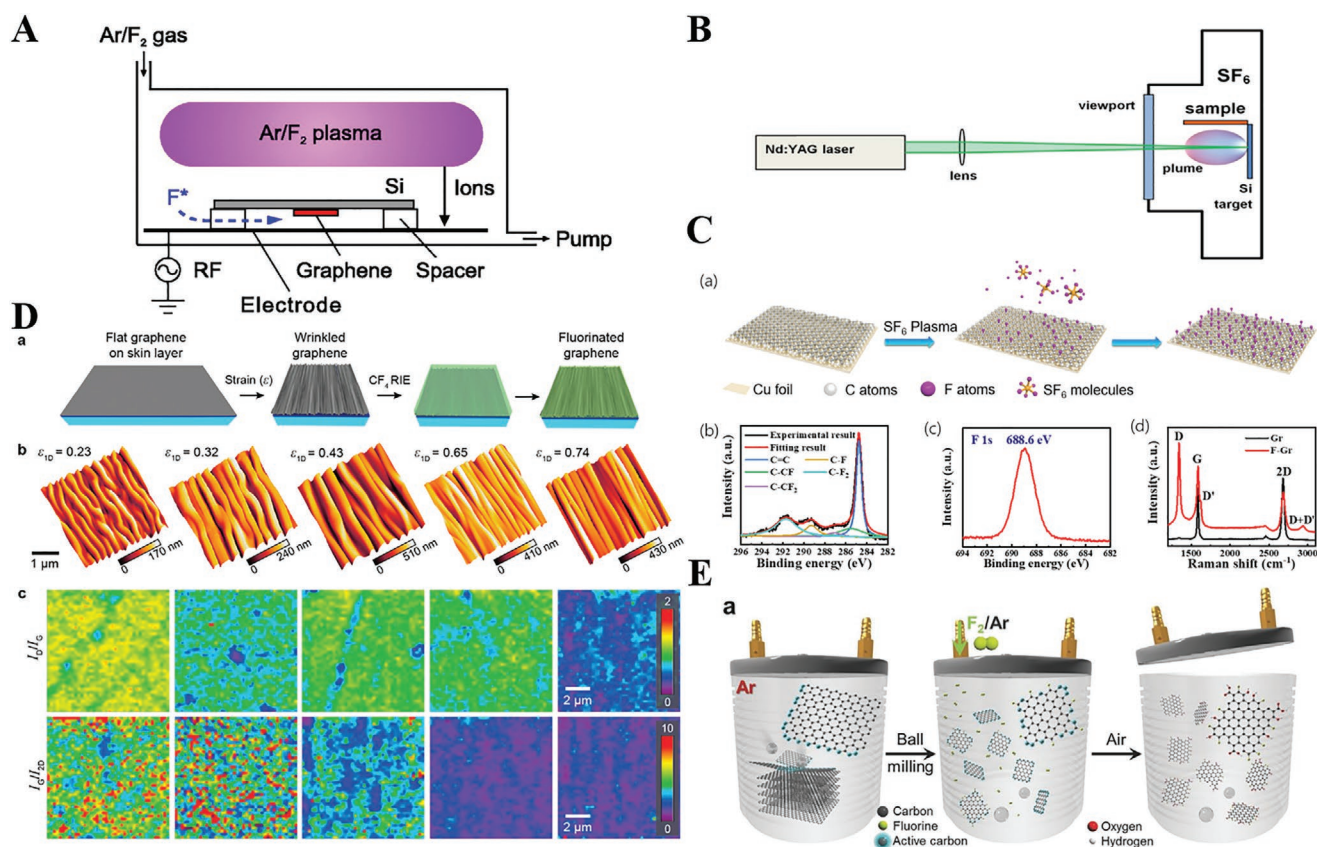 A
Ar/F₂ gas
Ar/F₂ plasma
Si
Ions
F*
Pump
RF
Graphene
Spacer
Electrode
B
SF₆
viewport
sample
Nd:YAG laser
lens
plume
Si
target
C
(a)
SF₆ Plasma
Cu foil
C atoms
F atoms
SF₆ molecules
(b)
Experimental result
Fitting result
C=C
C-F
C-CF
C-F₂
C-CF₂
Intensity (a.u.)
296 294 292 290 288 286 284 282
Binding energy (eV)
(c)
F 1s 688.6 eV
Intensity (a.u.)
694 692 690 688 686 684 682
Binding energy (eV)
(d)
Gr
F-Gr
D
G
D'
2D
D+D'
Intensity (a.u.)
1500 2000 2500 3000
Raman shift (cm⁻¹)
D
a
Flat graphene
on skin layer
Strain (ε)
Wrinkled
graphene
CF₄ RIE
Fluorinated
graphene
b
ε1D = 0.23
ε1D = 0.32
ε1D = 0.43
ε1D = 0.65
ε1D = 0.74
1 μm
0 170 nm
0 240 nm
0 510 nm
0 410 nm
0 430 nm
c
I_D/I_G
2
0
2 μm
I_G/I_2D
10
0
2 μm
E
a
F₂/Ar
Ar
Ball
milling
Air
Carbon
Fluorine
Active carbon
Oxygen
Hydrogen